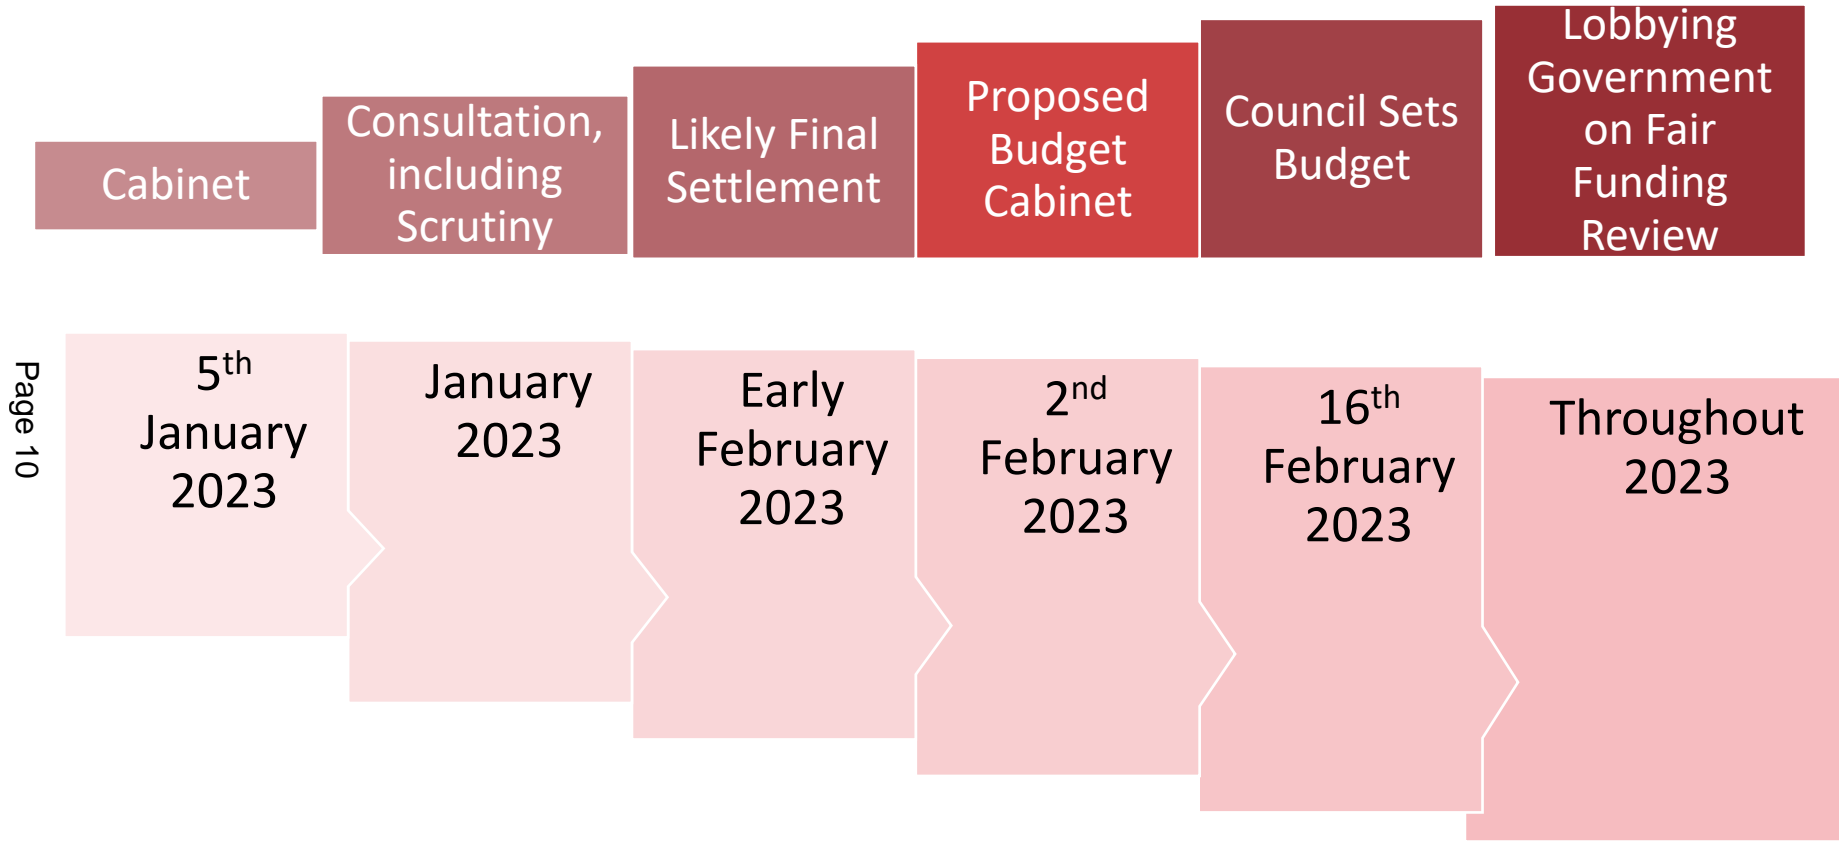 Cabinet
Consultation,
including
Scrutiny
Likely Final
Settlement
Proposed
Budget
Cabinet
Council Sets
Budget
Lobbying
Government
on Fair
Funding
Review
Page 10
5th
January
2023
January
2023
Early
February
2023
2nd
February
2023
16th
February
2023
Throughout
2023